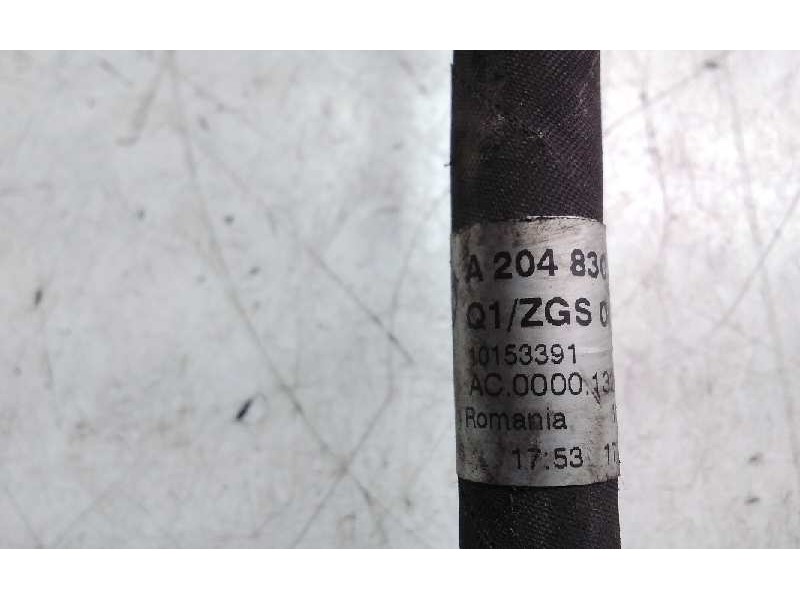 A 204 830
Q1/ZGS 0
10153391
AC.0000.13
Romania
17:53 17